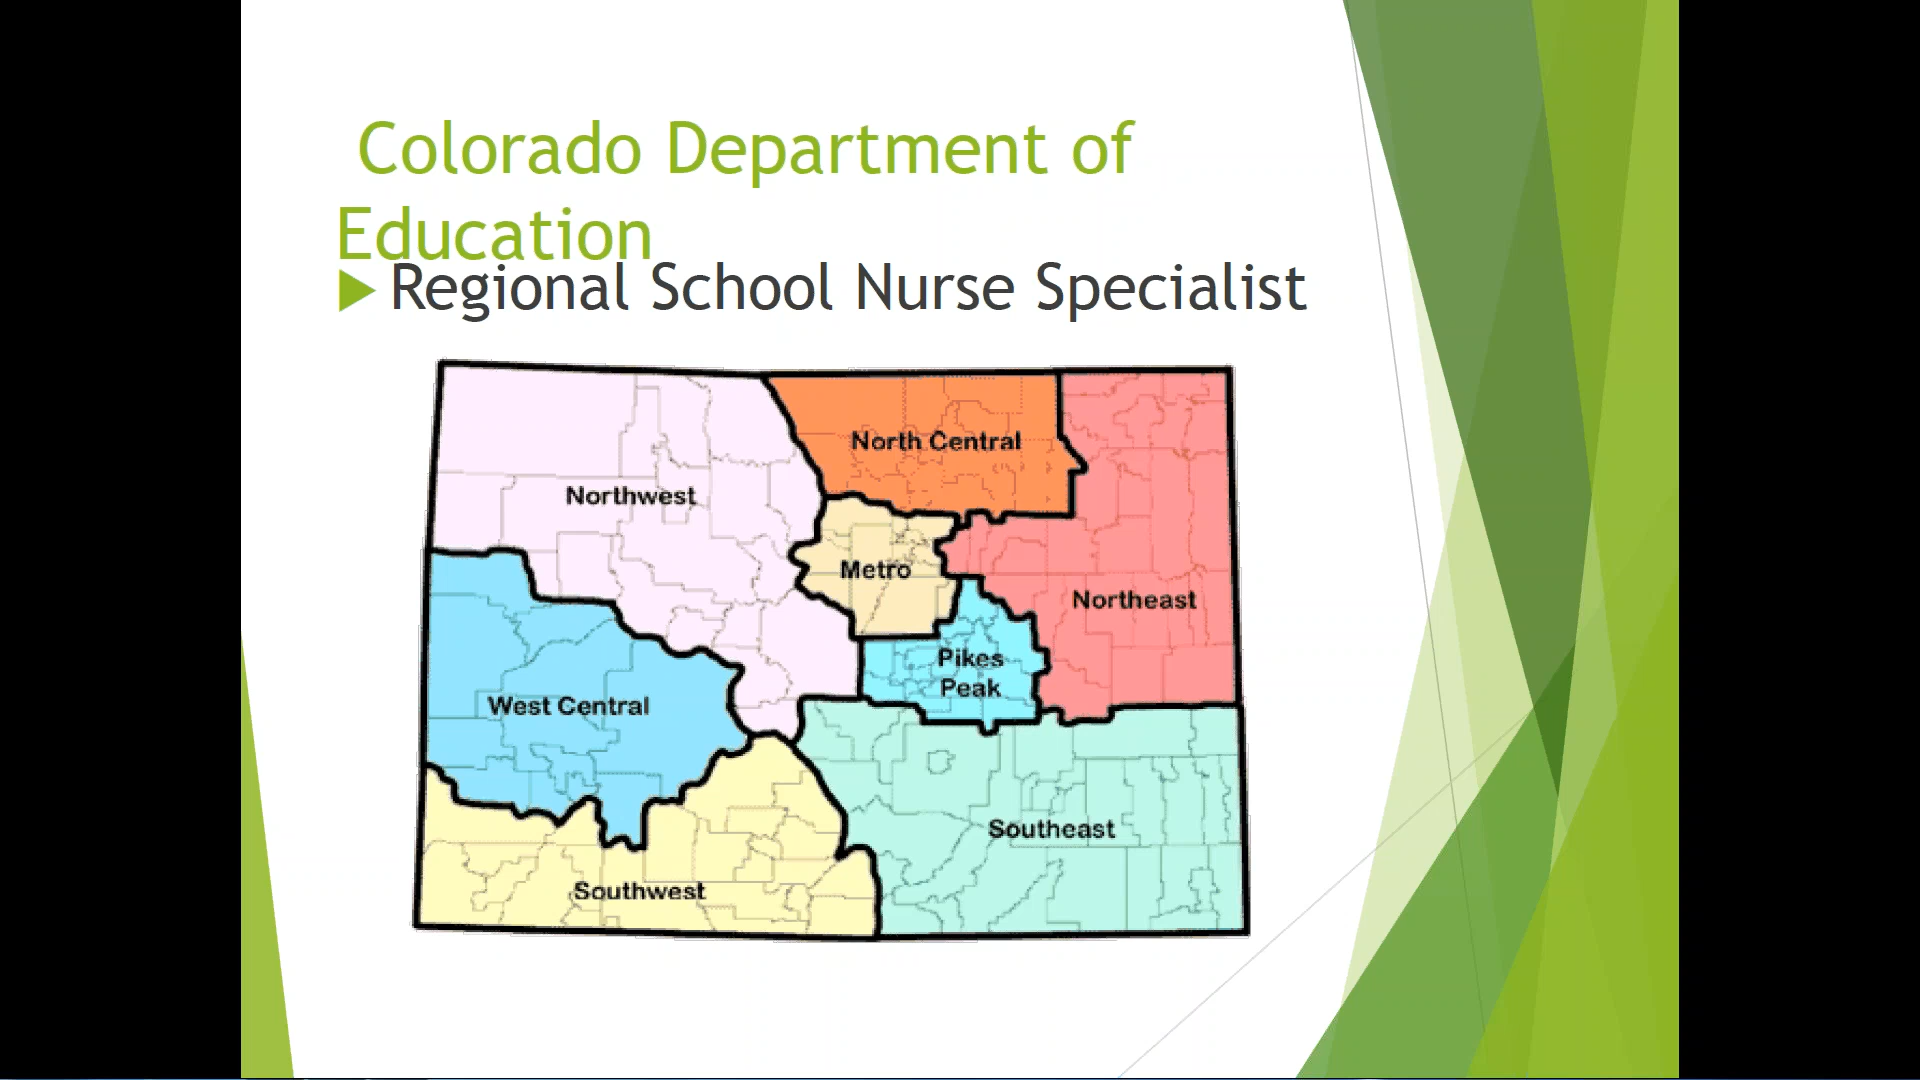 Colorado Department of
Education
Regional School Nurse Specialist
North Central
Northwest
Metro
Northeast
Pikes
Peak
West Central
Southeast
Southwest